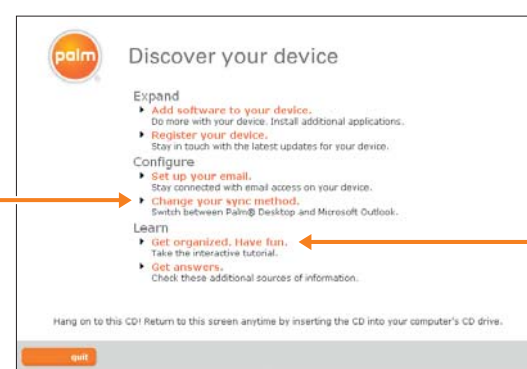 palm
Discover your device
Expand
Add software to your device.
Do more with your device. Install additional applications.
Register your device.
Stay in touch with the latest updates for your device.
Configure
Set up your email.
Stay connected with email access on your device.
Change your sync method.
Switch between Palm® Desktop and Microsoft Outlook.
Learn
Get organized. Have fun.
Take the interactive tutorial.
Get answers.
Check these additional sources of information.
Hang on to this CD! Return to this screen anytime by inserting the CD into your computer's CD drive.
quit